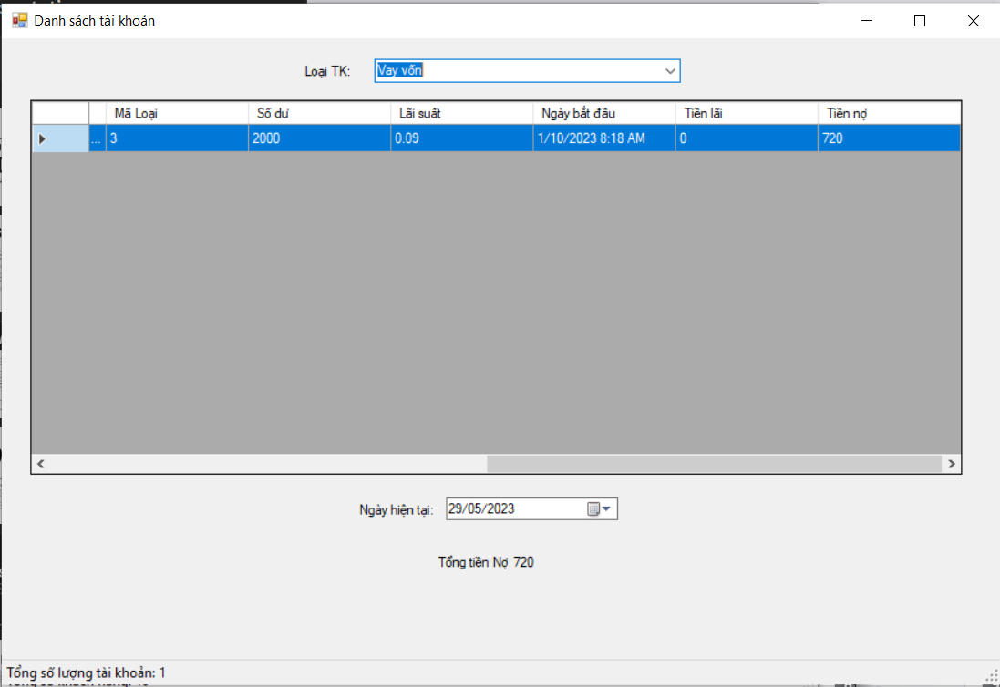 Danh sách tài khoản
Loại TK: Vay vốn
Mã Loại Số dư Lãi suất Ngày bắt đầu Tiền lãi Tiền nợ
... 3 2000 0.09 1/10/2023 8:18 AM 0 720
Ngày hiện tại: 29/05/2023
Tổng tiền Nợ 720
Tổng số lượng tài khoản: 1